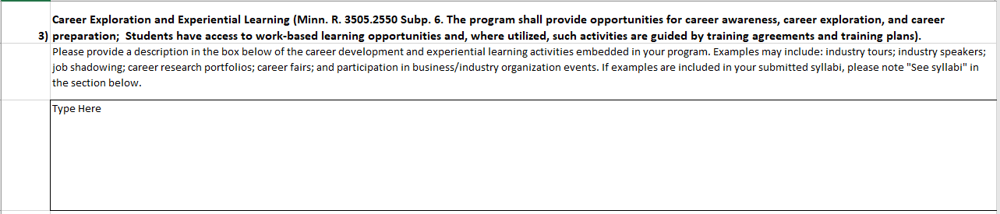 Career Exploration and Experiential Learning (Minn. R. 3505.2550 Subp. 6. The program shall provide opportunities for career awareness, career exploration, and career
3) preparation;  Students have access to work-based learning opportunities and, where utilized, such activities are guided by training agreements and training plans).
Please provide a description in the box below of the career development and experiential learning activities embedded in your program. Examples may include: industry tours; industry speakers;
job shadowing; career research portfolios; career fairs; and participation in business/industry organization events. If examples are included in your submitted syllabi, please note "See syllabi" in
the section below.
Type Here